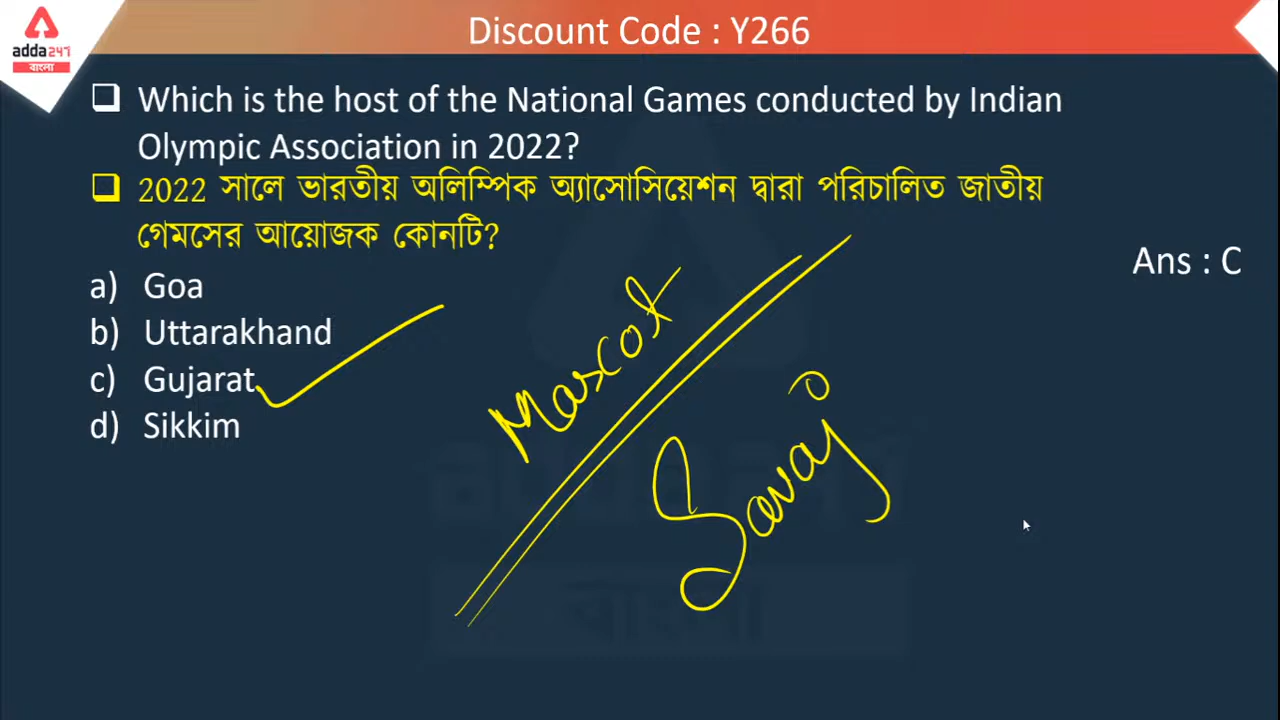 Discount Code : Y266
adda247
বাংলা
Which is the host of the National Games conducted by Indian
Olympic Association in 2022?
2022 সালে ভারতীয় অলিম্পিক অ্যাসোসিয়েশন দ্বারা পরিচালিত জাতীয়
গেমসের আয়োজক কোনটি?
Ans : C
a) Goa
b) Uttarakhand
c) Gujarat
d) Sikkim
Mascot
Savaj
adda247
বাংলা